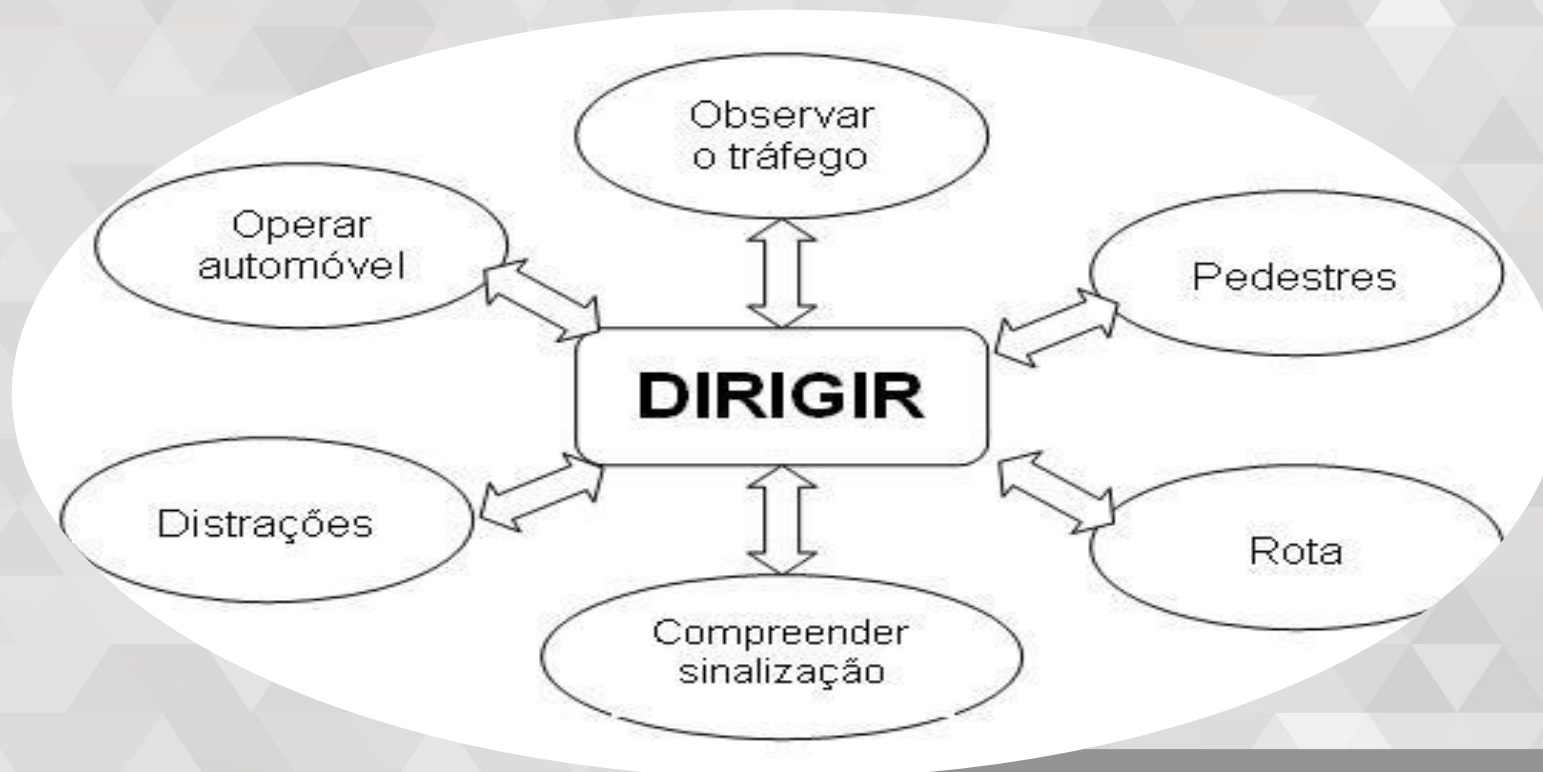 Observar
o tráfego
Operar
automóvel
Pedestres
DIRIGIR
Distrações
Rota
Compreender
sinalização